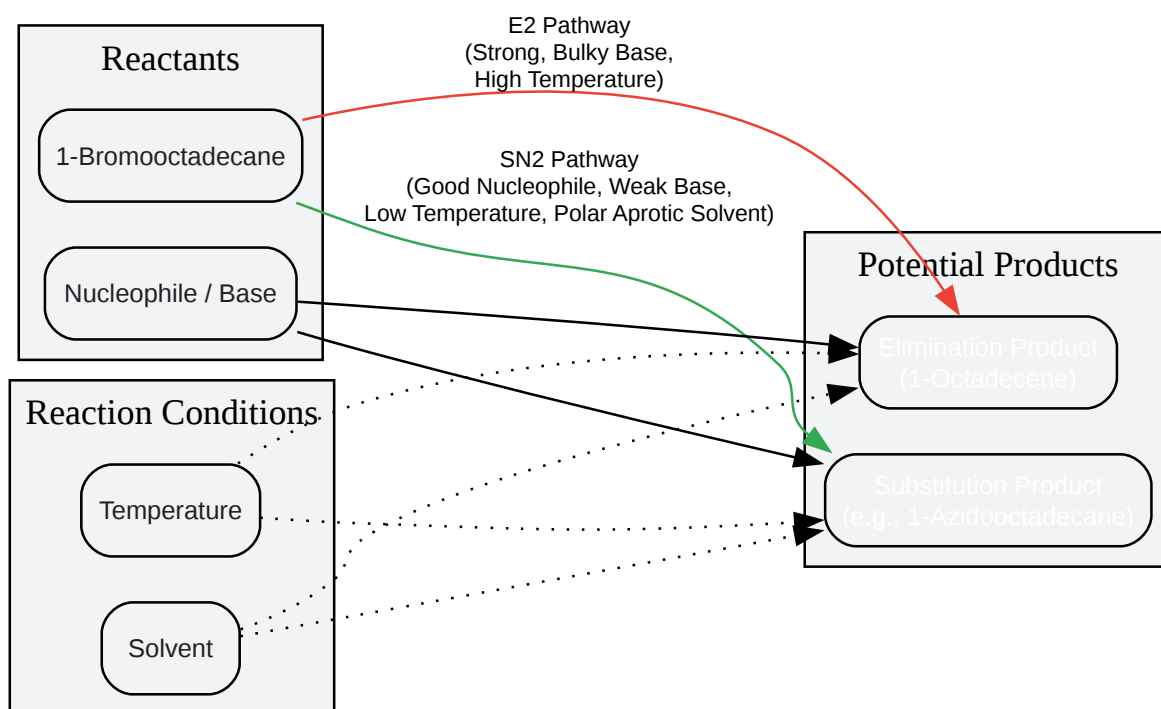 E2 Pathway
(Strong, Bulky Base,
High Temperature)
Reactants
1-Bromooctadecane
SN2 Pathway
(Good Nucleophile, Weak Base,
Low Temperature, Polar Aprotic Solvent)
Nucleophile / Base
Potential Products
Elimination Product
(1-Octadecene)
Substitution Product
(e.g., 1-Azidooctadecane)
Reaction Conditions
Temperature
Solvent